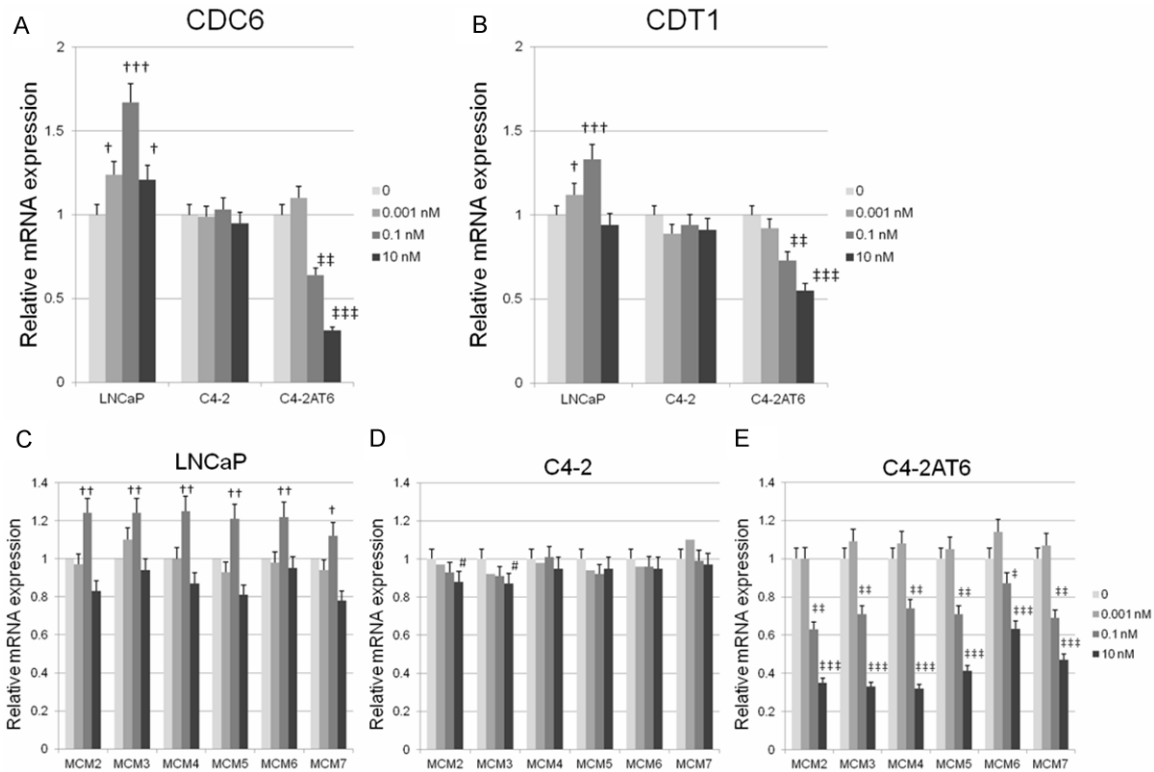 A
CDC6
Relative mRNA expression
2
1.5
1
0.5
0
†
†††
†
‡‡
‡‡‡
LNCaP
C4-2
C4-2AT6
0
0.001 nM
0.1 nM
10 nM
B
CDT1
Relative mRNA expression
2
1.5
1
0.5
0
†
†††
‡‡
‡‡‡
LNCaP
C4-2
C4-2AT6
0
0.001 nM
0.1 nM
10 nM
C
LNCaP
Relative mRNA expression
1.4
1.2
1
0.8
0.6
0.4
0.2
0
††
††
††
††
††
†
MCM2 MCM3 MCM4 MCM5 MCM6 MCM7
D
C4-2
Relative mRNA expression
1.4
1.2
1
0.8
0.6
0.4
0.2
0
#
#
MCM2 MCM3 MCM4 MCM5 MCM6 MCM7
E
C4-2AT6
Relative mRNA expression
1.4
1.2
1
0.8
0.6
0.4
0.2
0
‡‡
‡‡‡
‡‡
‡‡‡
‡‡
‡‡‡
‡‡
‡‡‡
‡
‡‡‡
‡‡
‡‡‡
MCM2 MCM3 MCM4 MCM5 MCM6 MCM7
0
0.001 nM
0.1 nM
10 nM